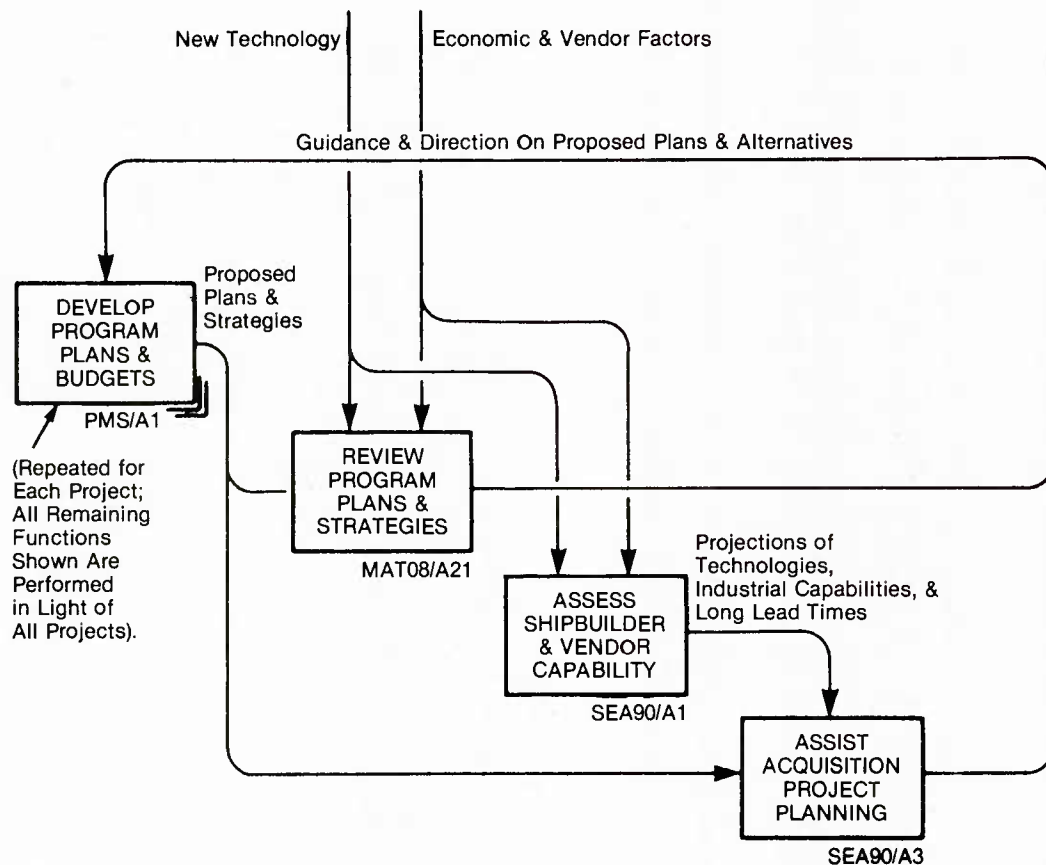 New Technology
Economic & Vendor Factors
Guidance & Direction On Proposed Plans & Alternatives
Proposed
Plans &
Strategies
DEVELOP
PROGRAM
PLANS &
BUDGETS
PMS/A1
(Repeated for
Each Project;
All Remaining
Functions
Shown Are
Performed
in Light of
All Projects).
REVIEW
PROGRAM
PLANS &
STRATEGIES
MAT08/A21
Projections of
Technologies,
Industrial Capabilities, &
Long Lead Times
ASSESS
SHIPBUILDER
& VENDOR
CAPABILITY
SEA90/A1
ASSIST
ACQUISITION
PROJECT
PLANNING
SEA90/A3